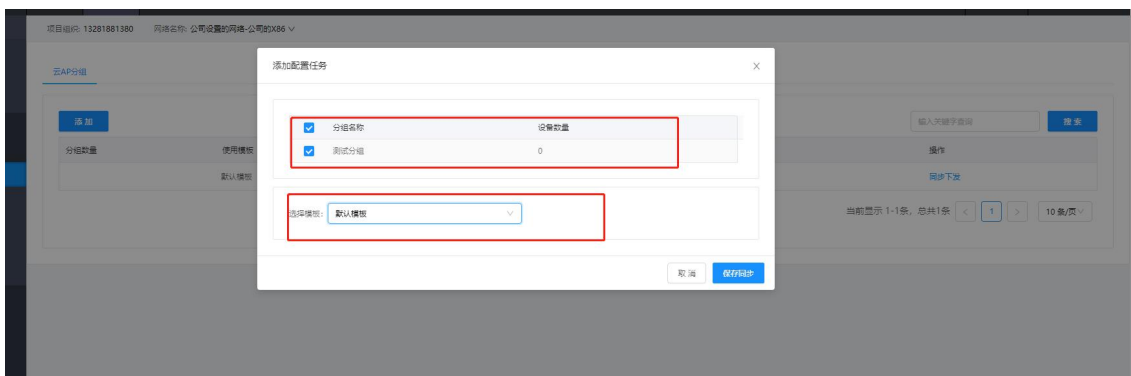 项目组织: 13281881380 网络名称: 公司设置的网络-公司的X86
云AP分组
添加配置任务
添 加
输入关键字查询
搜 索
分组名称 设备数量
测试分组 0
分组数量 使用模板 操作
默认模板 同步下发
选择模板: 默认模板
当前显示 1-1条, 总共1条 < 1 > 10 条/页
取 消 保存同步